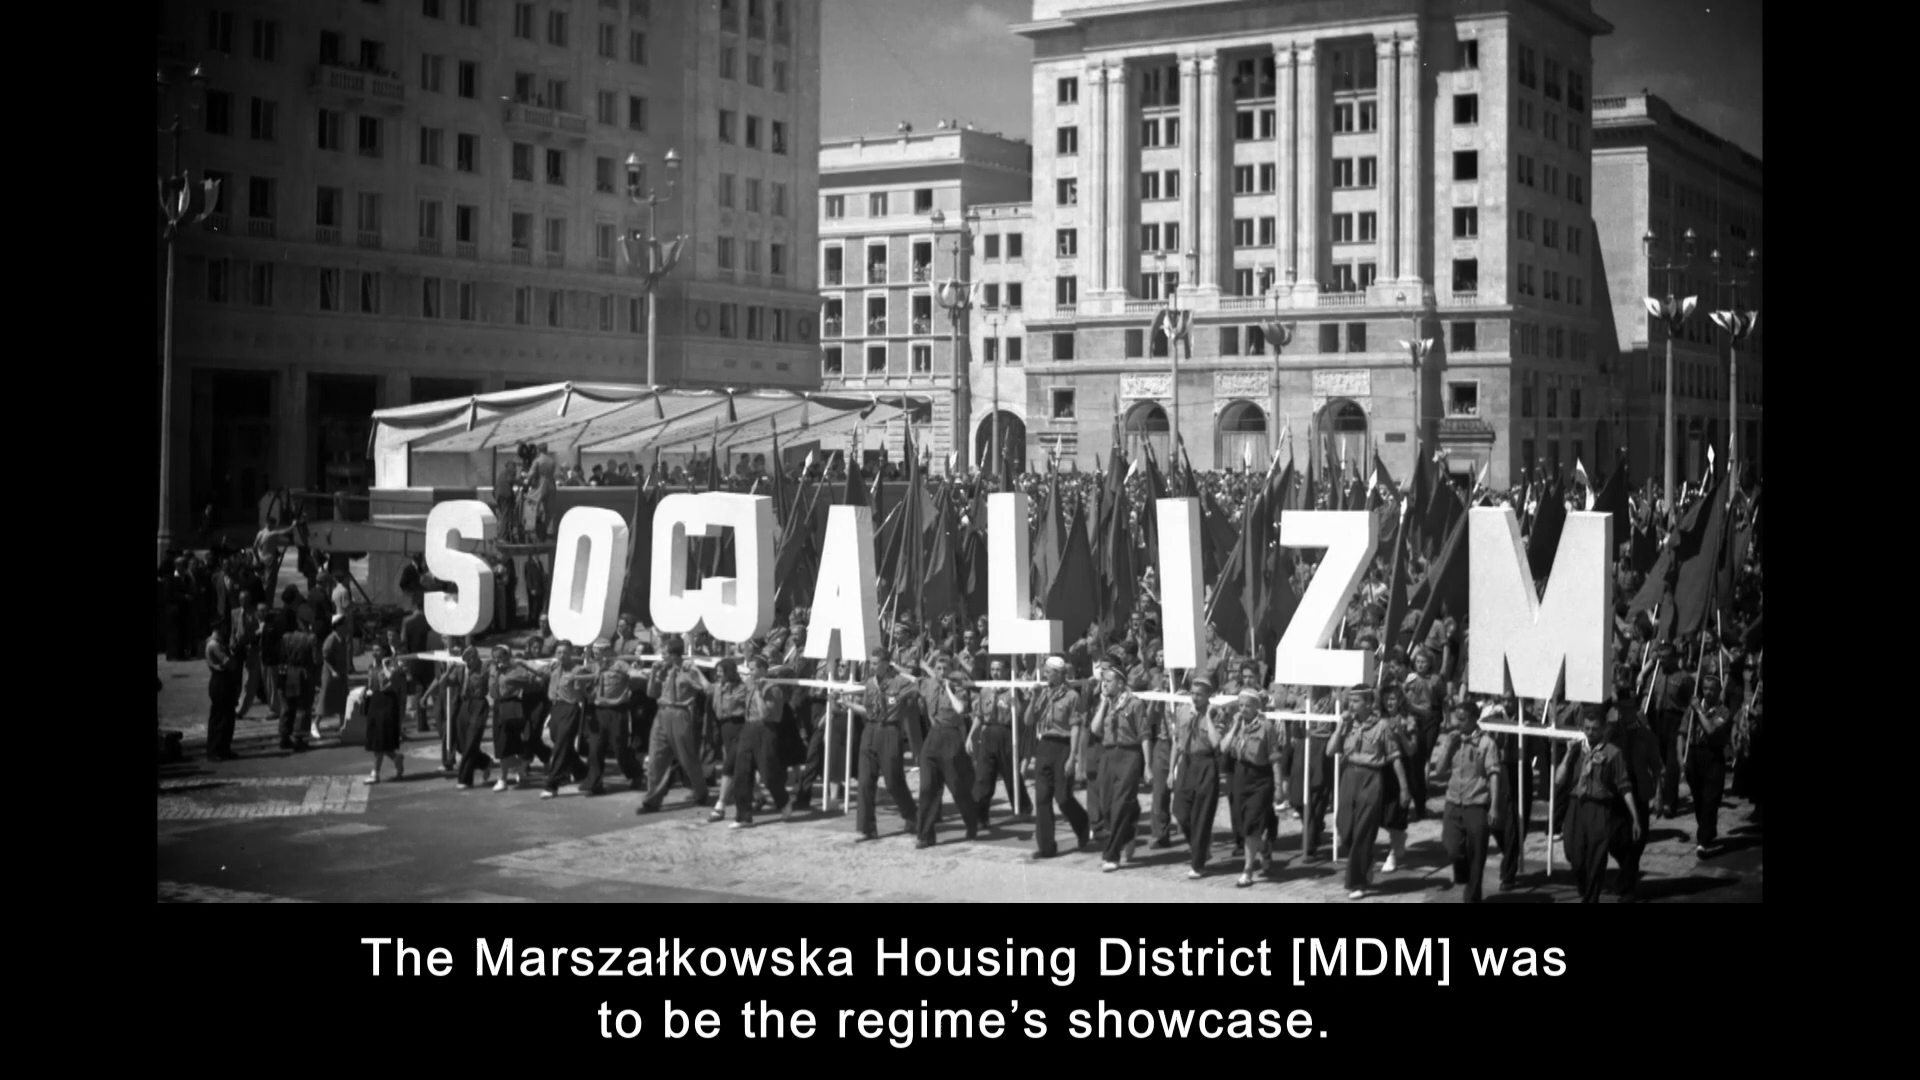 SOCJALIZM
The Marszałkowska Housing District [MDM] was
to be the regime’s showcase.